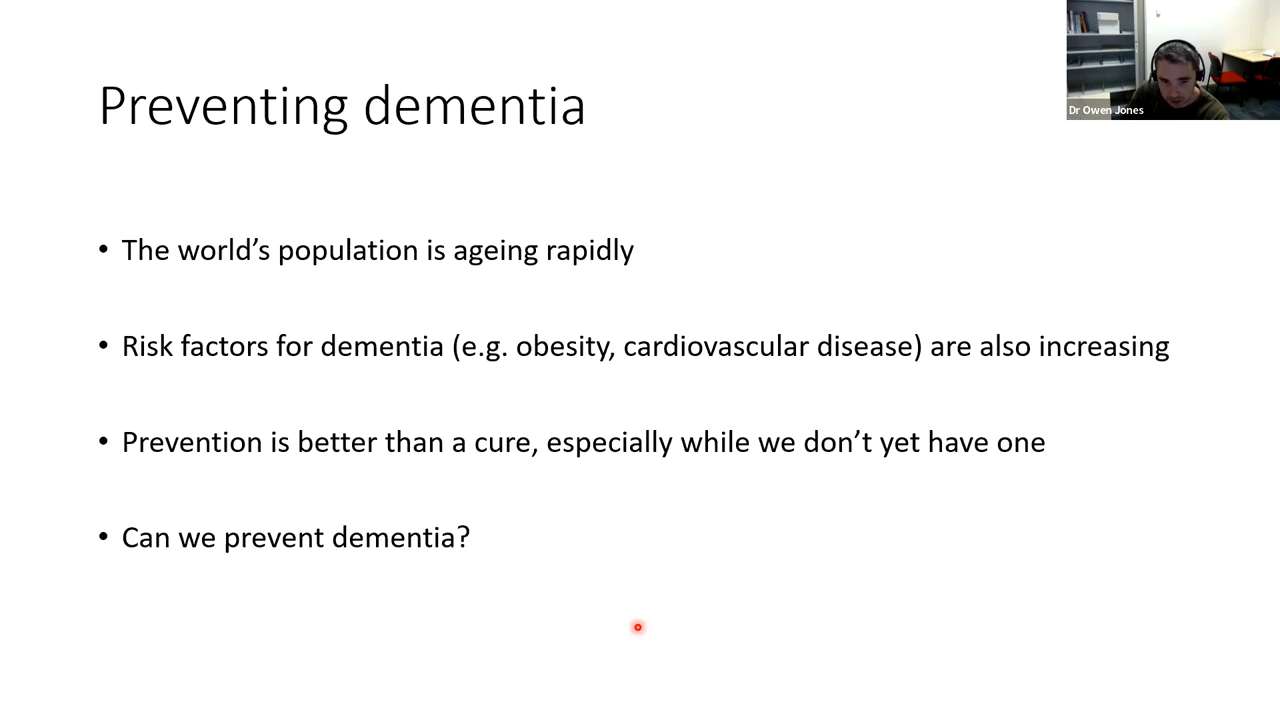 Preventing dementia
Dr Owen Jones
• The world’s population is ageing rapidly
• Risk factors for dementia (e.g. obesity, cardiovascular disease) are also increasing
• Prevention is better than a cure, especially while we don’t yet have one
• Can we prevent dementia?